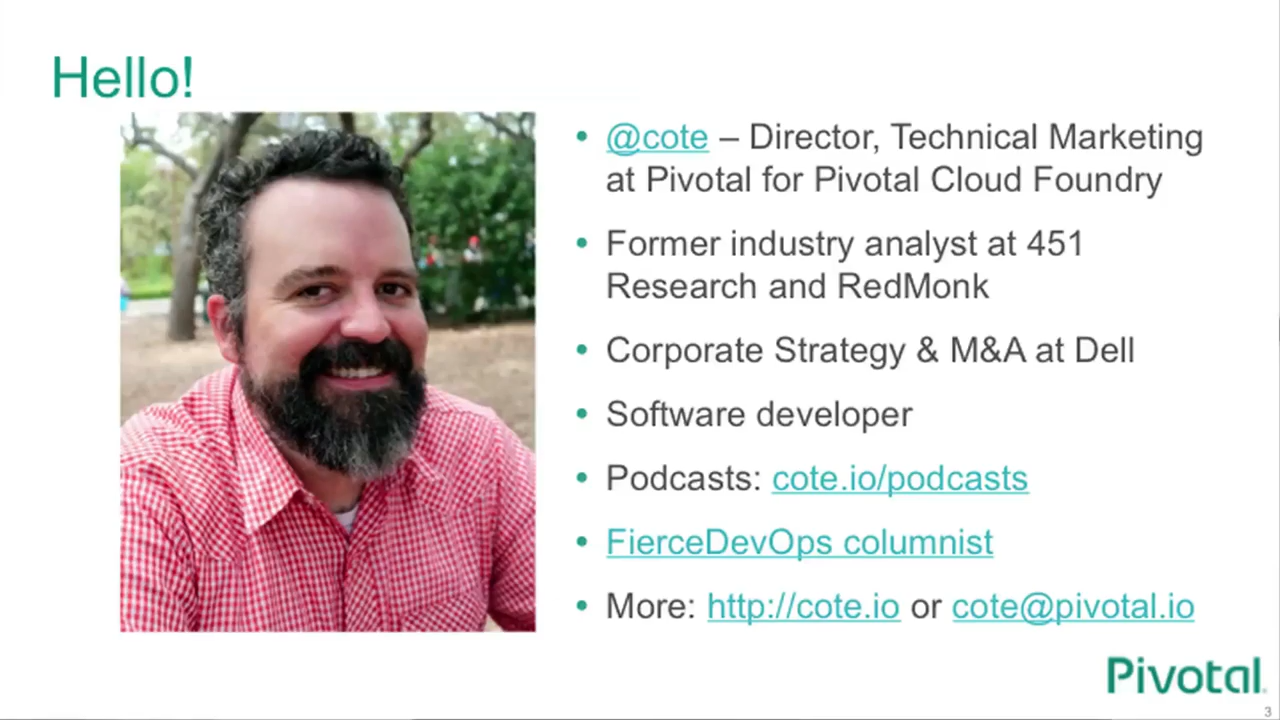 Hello!
@cote – Director, Technical Marketing
at Pivotal for Pivotal Cloud Foundry
Former industry analyst at 451
Research and RedMonk
Corporate Strategy & M&A at Dell
Software developer
Podcasts: cote.io/podcasts
FierceDevOps columnist
More: http://cote.io or cote@pivotal.io
Pivotal.
3